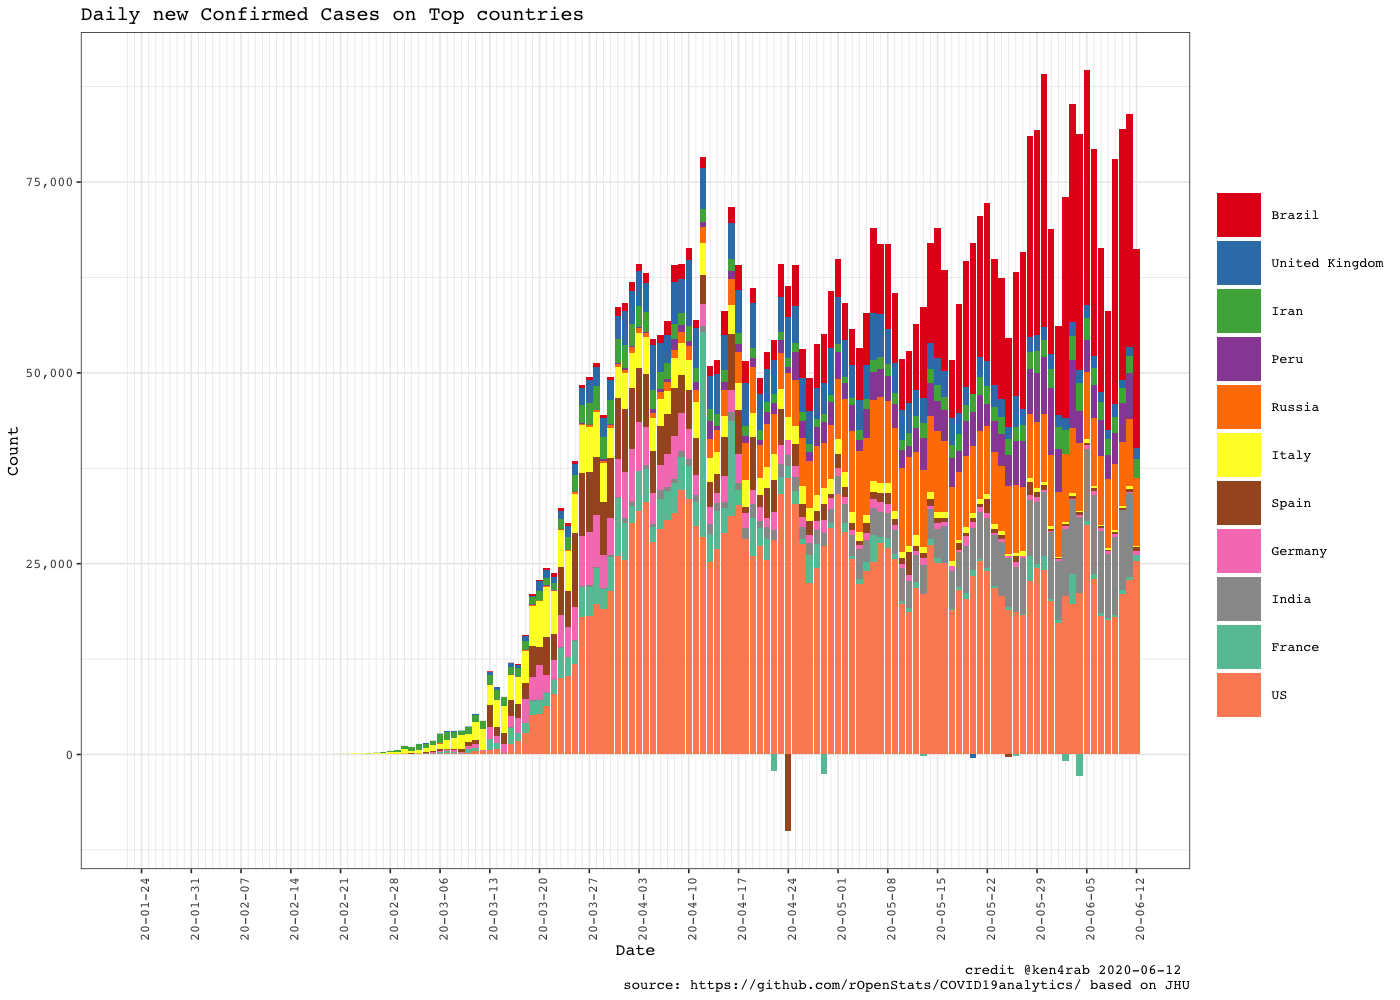 Daily new Confirmed Cases on Top countries
Count
75,000
50,000
25,000
0
20-01-24
20-01-31
20-02-07
20-02-14
20-02-21
20-02-28
20-03-06
20-03-13
20-03-20
20-03-27
20-04-03
20-04-10
20-04-17
20-04-24
20-05-01
20-05-08
20-05-15
20-05-22
20-05-29
20-06-05
20-06-12
Date
Brazil
United Kingdom
Iran
Peru
Russia
Italy
Spain
Germany
India
France
US
credit @ken4rab 2020-06-12
source: https://github.com/rOpenStats/COVID19analytics/ based on JHU